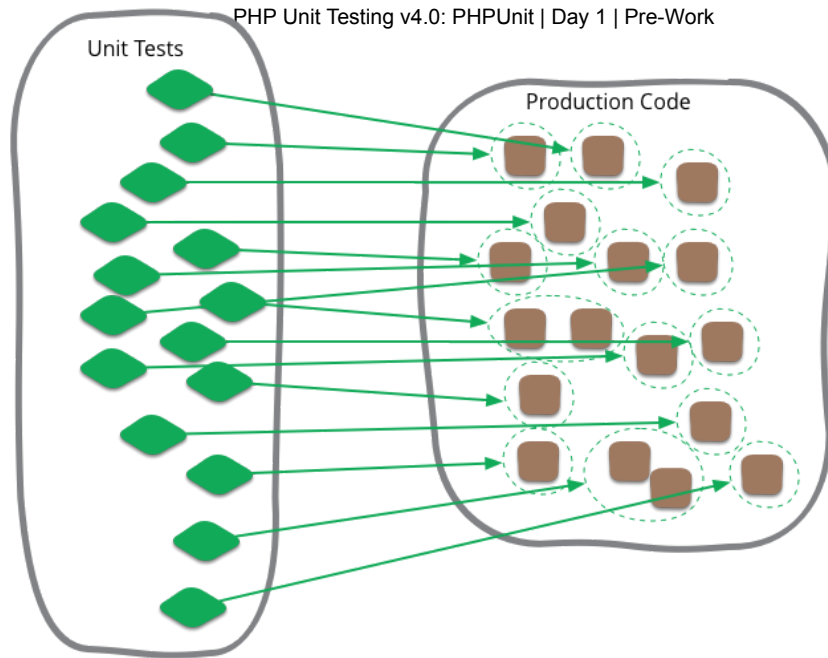 PHP Unit Testing v4.0: PHPUnit | Day 1 | Pre-Work
Unit Tests
Production Code